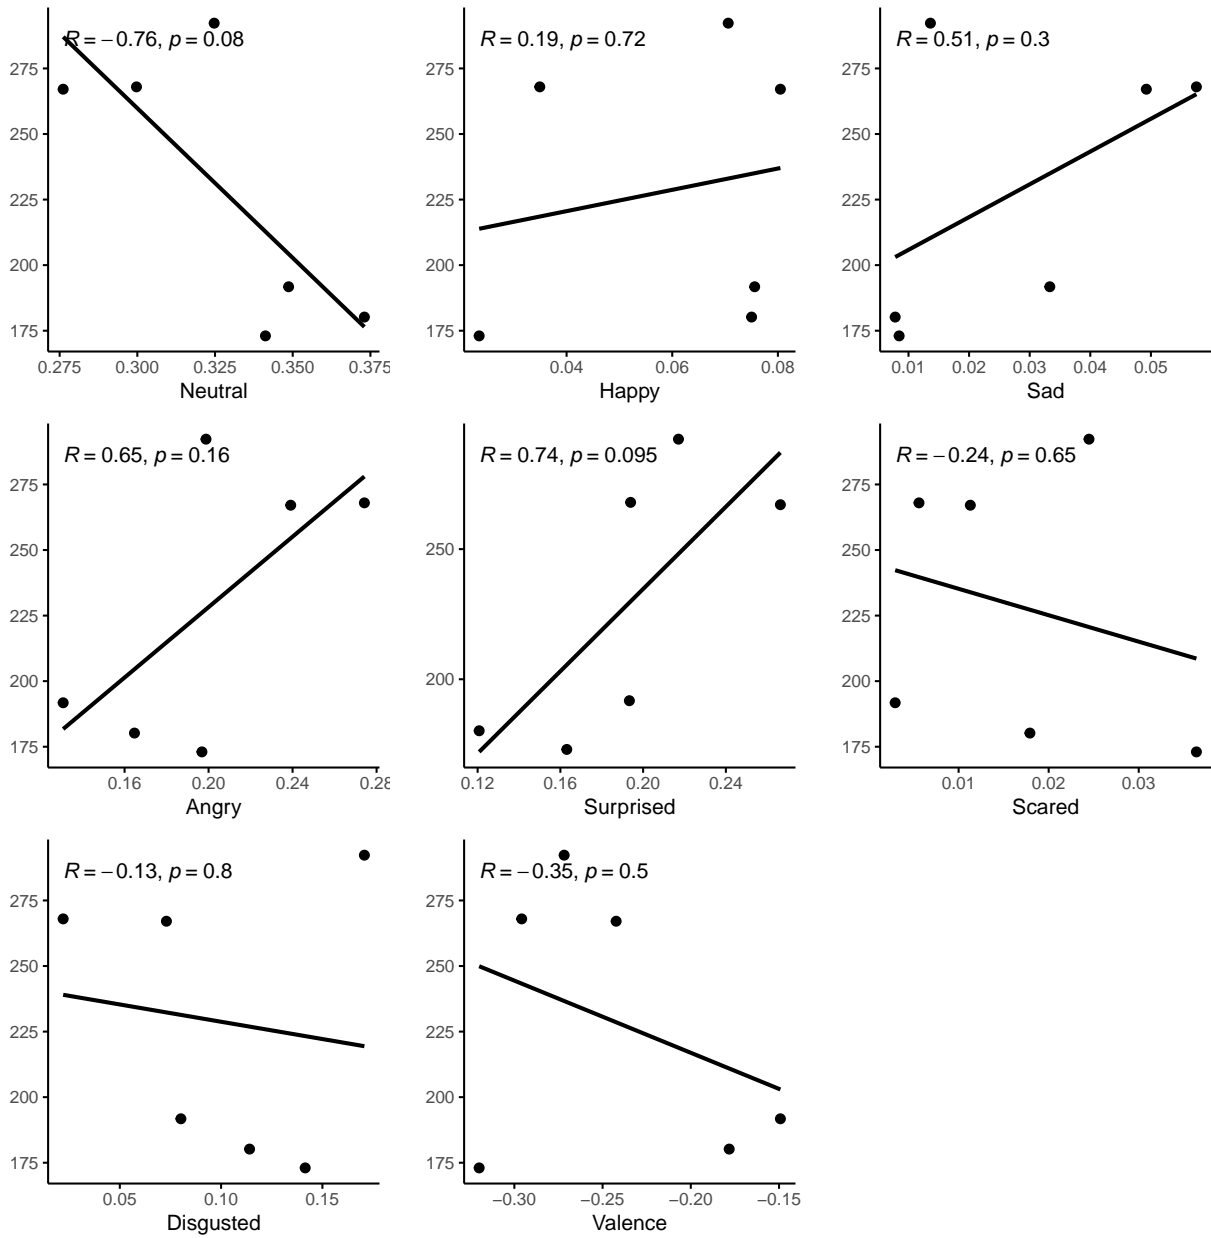 R = −0.76, p = 0.08
275
250
225
200
175
0.275 0.300 0.325 0.350 0.375
Neutral
R = 0.19, p = 0.72
0.04 0.06 0.08
Happy
R = 0.51, p = 0.3
275
250
225
200
175
0.01 0.02 0.03 0.04 0.05
Sad
R = 0.65, p = 0.16
275
250
225
200
175
0.16 0.20 0.24 0.28
Angry
R = 0.74, p = 0.095
250
200
0.12 0.16 0.20 0.24
Surprised
R = −0.24, p = 0.65
275
250
225
200
175
0.01 0.02 0.03
Scared
R = −0.13, p = 0.8
275
250
225
200
175
0.05 0.10 0.15
Disgusted
R = −0.35, p = 0.5
275
250
225
200
175
−0.30 −0.25 −0.20 −0.15
Valence